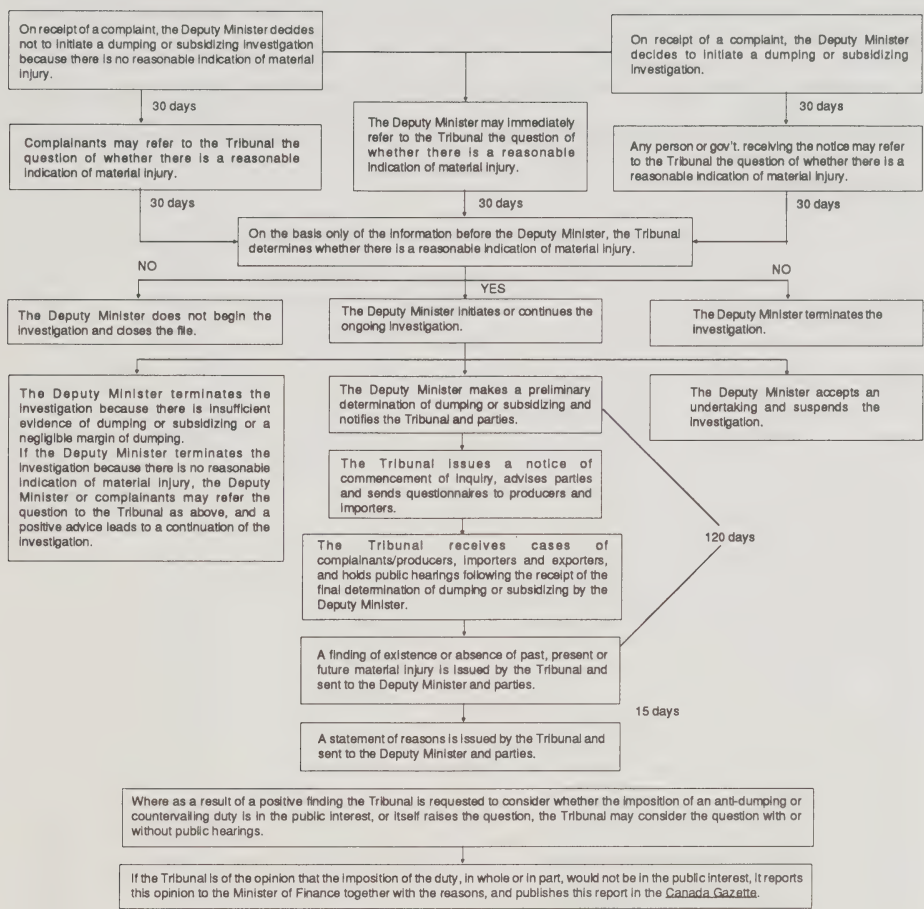 On receipt of a complaint, the Deputy Minister decides
not to initiate a dumping or subsidizing investigation
because there is no reasonable indication of material
injury.
On receipt of a complaint, the Deputy Minister
decides to initiate a dumping or subsidizing
investigation.
30 days
30 days
Complainants may refer to the Tribunal the
question of whether there is a reasonable
indication of material injury.
The Deputy Minister may immediately
refer to the Tribunal the question of
whether there is a reasonable
indication of material injury.
Any person or gov't. receiving the notice may refer
to the Tribunal the question of whether there is a
reasonable indication of material injury.
30 days
30 days
30 days
On the basis only of the information before the Deputy Minister, the Tribunal
determines whether there is a reasonable indication of material injury.
NO
YES
NO
The Deputy Minister does not begin the
investigation and closes the file.
The Deputy Minister initiates or continues the
ongoing investigation.
The Deputy Minister terminates the
investigation.
The Deputy Minister terminates the
investigation because there is insufficient
evidence of dumping or subsidizing or a
negligible margin of dumping.
If the Deputy Minister terminates the
investigation because there is no reasonable
indication of material injury, the Deputy
Minister or complainants may refer the
question to the Tribunal as above, and a
positive advice leads to a continuation of the
investigation.
The Deputy Minister makes a preliminary
determination of dumping or subsidizing and
notifies the Tribunal and parties.
The Deputy Minister accepts an
undertaking and suspends the
investigation.
The Tribunal issues a notice of
commencement of inquiry, advises parties
and sends questionnaires to producers and
importers.
120 days
The Tribunal receives cases of
complainants/producers, importers and exporters,
and holds public hearings following the receipt of the
final determination of dumping or subsidizing by the
Deputy Minister.
A finding of existence or absence of past, present or
future material injury is issued by the Tribunal and
sent to the Deputy Minister and parties.
15 days
A statement of reasons is issued by the Tribunal and
sent to the Deputy Minister and parties.
Where as a result of a positive finding the Tribunal is requested to consider whether the imposition of an anti-dumping or
countervailing duty is in the public interest, or itself raises the question, the Tribunal may consider the question with or
without public hearings.
If the Tribunal is of the opinion that the imposition of the duty, in whole or in part, would not be in the public interest, it reports
this opinion to the Minister of Finance together with the reasons, and publishes this report in the Canada Gazette.